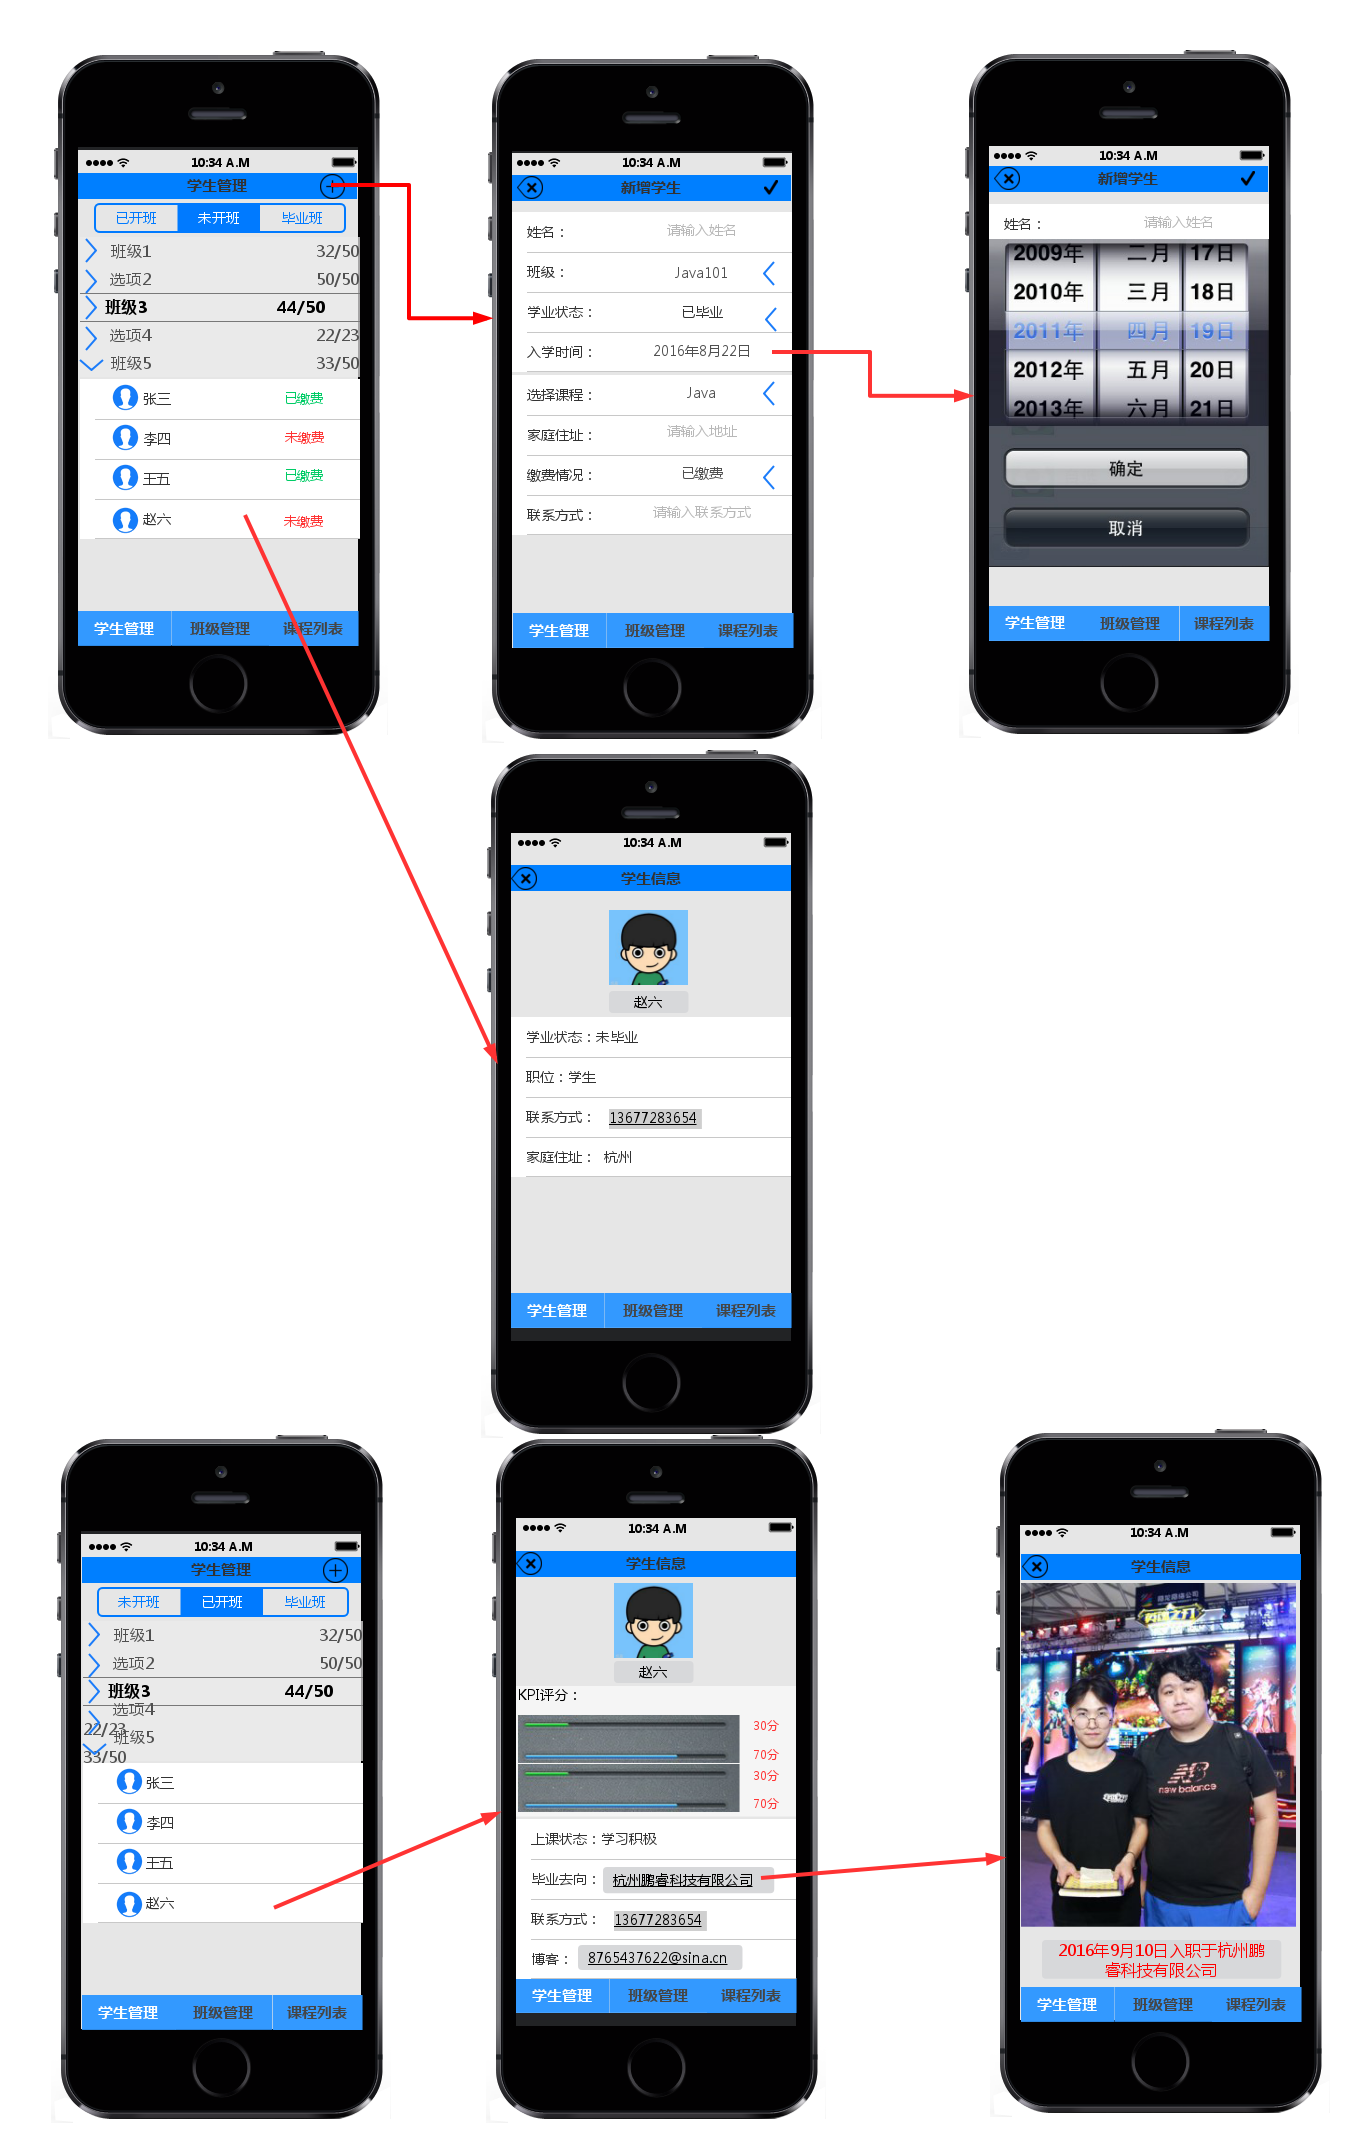 10:34 A.M
学生管理
已开班 未开班 毕业班
班级1 32/50
选项2 50/50
班级3 44/50
选项4 22/23
班级5 33/50
张三 已缴费
李四 未缴费
王五 已缴费
赵六 未缴费
学生管理 班级管理 课程列表
10:34 A.M
新增学生
姓名： 请输入姓名
班级： Java101
学业状态： 已毕业
入学时间： 2016年8月22日
选择课程： Java
家庭住址： 请输入地址
缴费情况： 已缴费
联系方式： 请输入联系方式
学生管理 班级管理 课程列表
10:34 A.M
新增学生
姓名： 请输入姓名
2009年 二月 17日
2010年 三月 18日
2011年 四月 19日
2012年 五月 20日
2013年 六月 21日
确定
取消
学生管理 班级管理 课程列表
10:34 A.M
学生信息
赵六
学业状态：未毕业
职位：学生
联系方式： 13677283654
家庭住址： 杭州
学生管理 班级管理 课程列表
10:34 A.M
学生管理
未开班 已开班 毕业班
班级1 32/50
选项2 50/50
班级3 44/50
选项4
22/23
班级5
33/50
张三
李四
王五
赵六
学生管理 班级管理 课程列表
10:34 A.M
学生信息
赵六
KPI评分：
30分
70分
30分
70分
上课状态：学习积极
毕业去向： 杭州鹏睿科技有限公司
联系方式： 13677283654
博客： 8765437622@sina.cn
学生管理 班级管理 课程列表
10:34 A.M
学生信息
new balance
2016年9月10日入职于杭州鹏
睿科技有限公司
学生管理 班级管理 课程列表